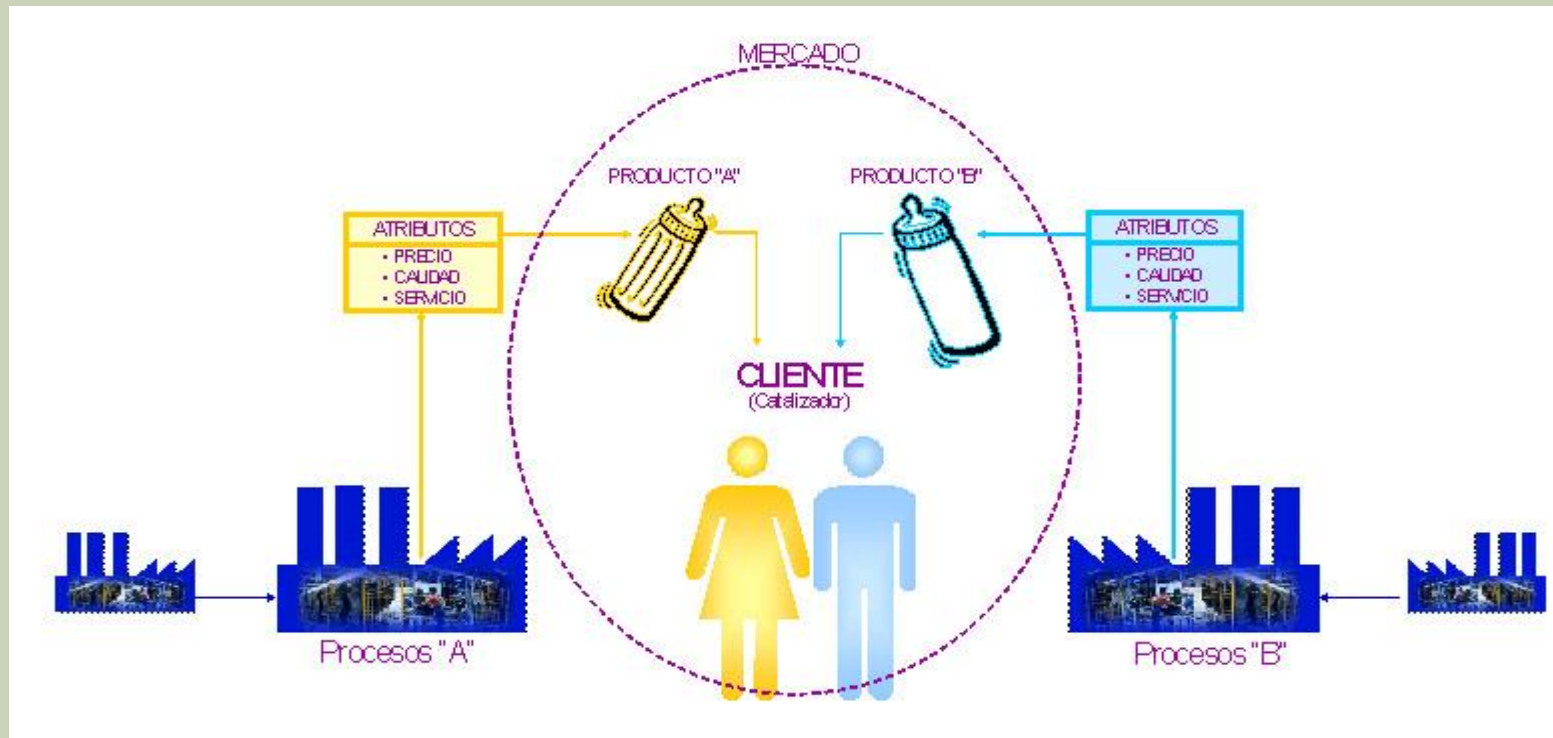 MERCADO
PRODUCTO "A"
PRODUCTO "B"
ATRIBUTOS
• PRECIO
• CALIDAD
• SERVICIO
ATRIBUTOS
• PRECIO
• CALIDAD
• SERVICIO
CLIENTE
(Catalizador)
Procesos "A"
Procesos "B"